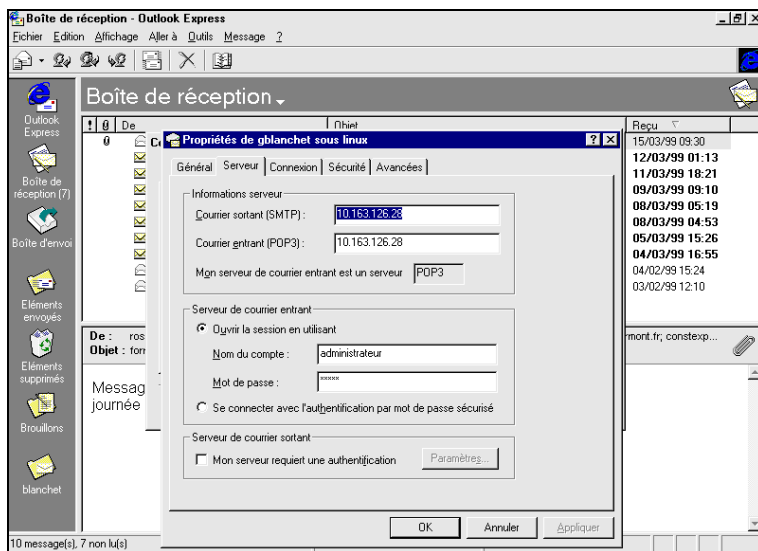 Boîte de réception - Outlook Express
Fichier Edition Affichage Aller à Outils Message ?
Boîte de réception
Outlook Express
Boîte de réception (7)
Boîte d'envoi
Eléments envoyés
Eléments supprimés
Brouillons
blanchet
! De Objet Reçu
15/03/99 09:30
12/03/99 01:13
11/03/99 18:21
09/03/99 09:10
08/03/99 05:19
08/03/99 04:53
05/03/99 15:26
04/03/99 16:55
04/02/99 15:24
03/02/99 12:10
De : ros
rmont.fr; constexp...
Objet : forr
Messag
journée
Propriétés de gblanchet sous linux
Général Serveur Connexion Sécurité Avancées
Informations serveur
Courrier sortant (SMTP) : 10.163.126.28
Courrier entrant (POP3) : 10.163.126.28
Mon serveur de courrier entrant est un serveur POP3
Serveur de courrier entrant
Ouvrir la session en utilisant
Nom du compte : administrateur
Mot de passe : *****
Se connecter avec l'authentification par mot de passe sécurisé
Serveur de courrier sortant
Mon serveur requiert une authentification Paramètres...
OK Annuler Appliquer
10 message(s), 7 non lu(s)